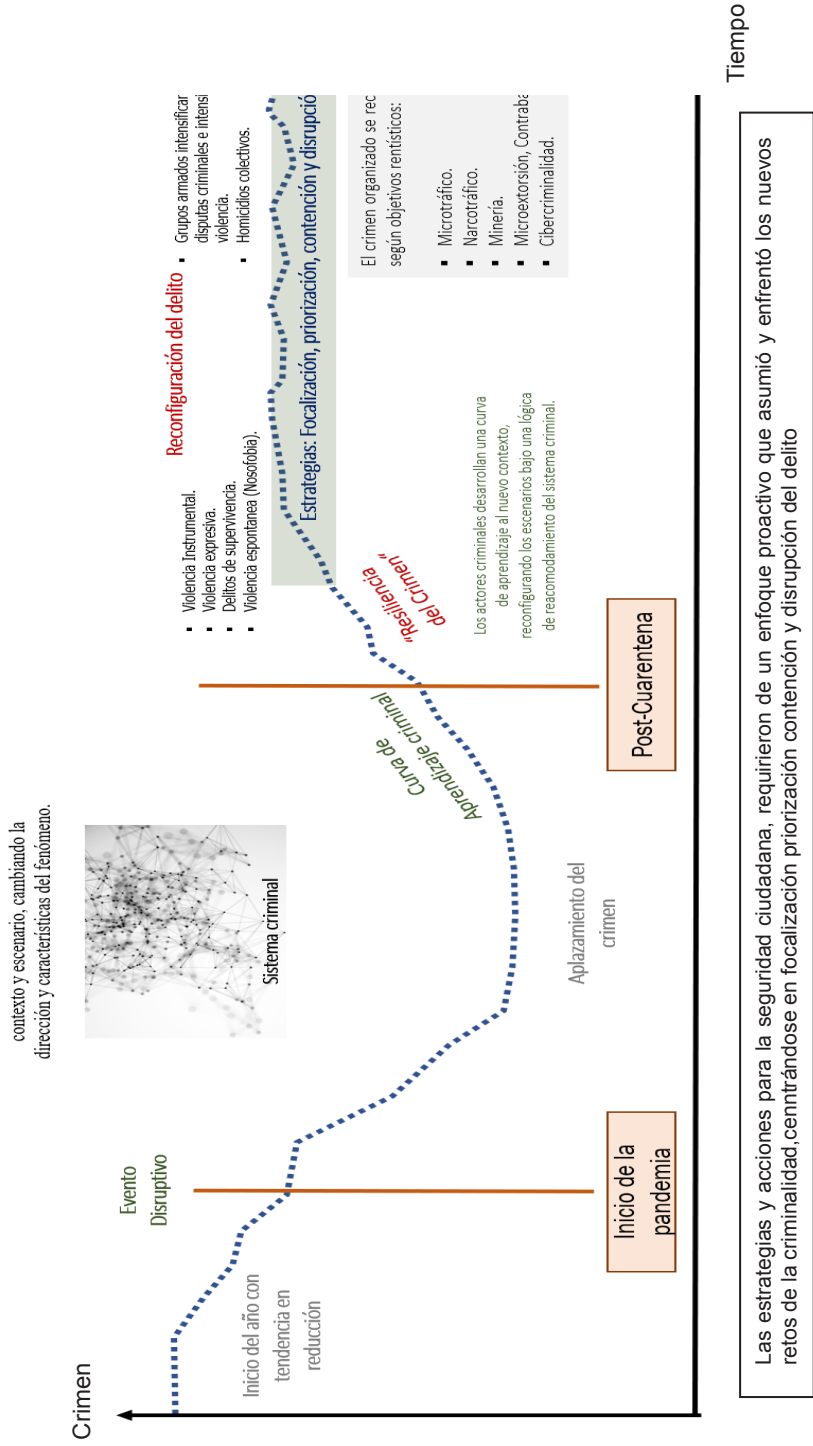 Crimen
Inicio del año con
tendencia en
reducción
Evento
Disruptivo
Inicio de la
pandemia
contexto y escenario, cambiando la
dirección y características del fenómeno.
Sistema criminal
Aplazamiento del
crimen
Curva de
Aprendizaje criminal
Post-Cuarentena
"Resiliencia
del Crimen"
Reconfiguración del delito
▪ Violencia Instrumental.
▪ Violencia expresiva.
▪ Delitos de supervivencia.
▪ Violencia espontanea (Nosofobia).
▪ Grupos armados intensificar
disputas criminales e intensi
violencia.
▪ Homicidios colectivos.
Estrategias: Focalización, priorización, contención y disrupció
Los actores criminales desarrollan una curva
de aprendizaje al nuevo contexto,
reconfigurando los escenarios bajo una lógica
de reacomodamiento del sistema criminal.
El crimen organizado se rec
según objetivos rentísticos:
▪ Microtráfico.
▪ Narcotráfico.
▪ Minería.
▪ Microextorsión, Contraba
▪ Cibercriminalidad.
Tiempo
Las estrategias y acciones para la seguridad ciudadana, requirieron de un enfoque proactivo que asumió y enfrentó los nuevos
retos de la criminalidad,cenntrándose en focalización priorización contención y disrupción del delito